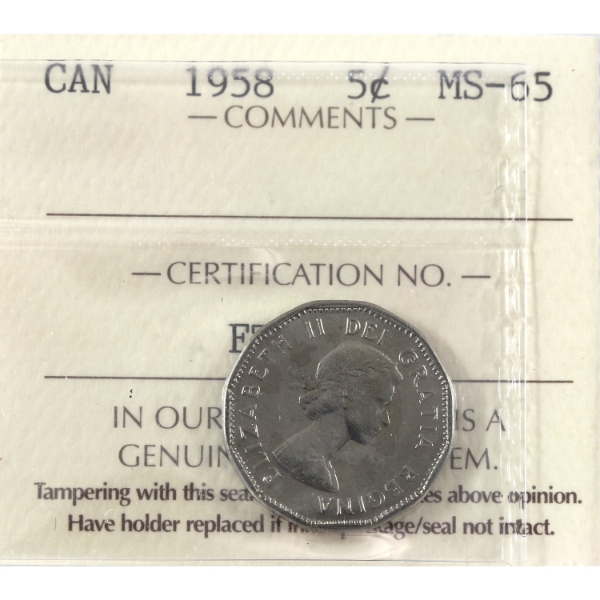 CAN 1958 5¢ MS-65
— COMMENTS —
— CERTIFICATION NO. —
IN OUR IS A
GENUIN EM.
Tampering with this sea es above opinion.
Have holder replaced if age/seal not intact.
ELIZABETH II DEI GRATIA REGINA